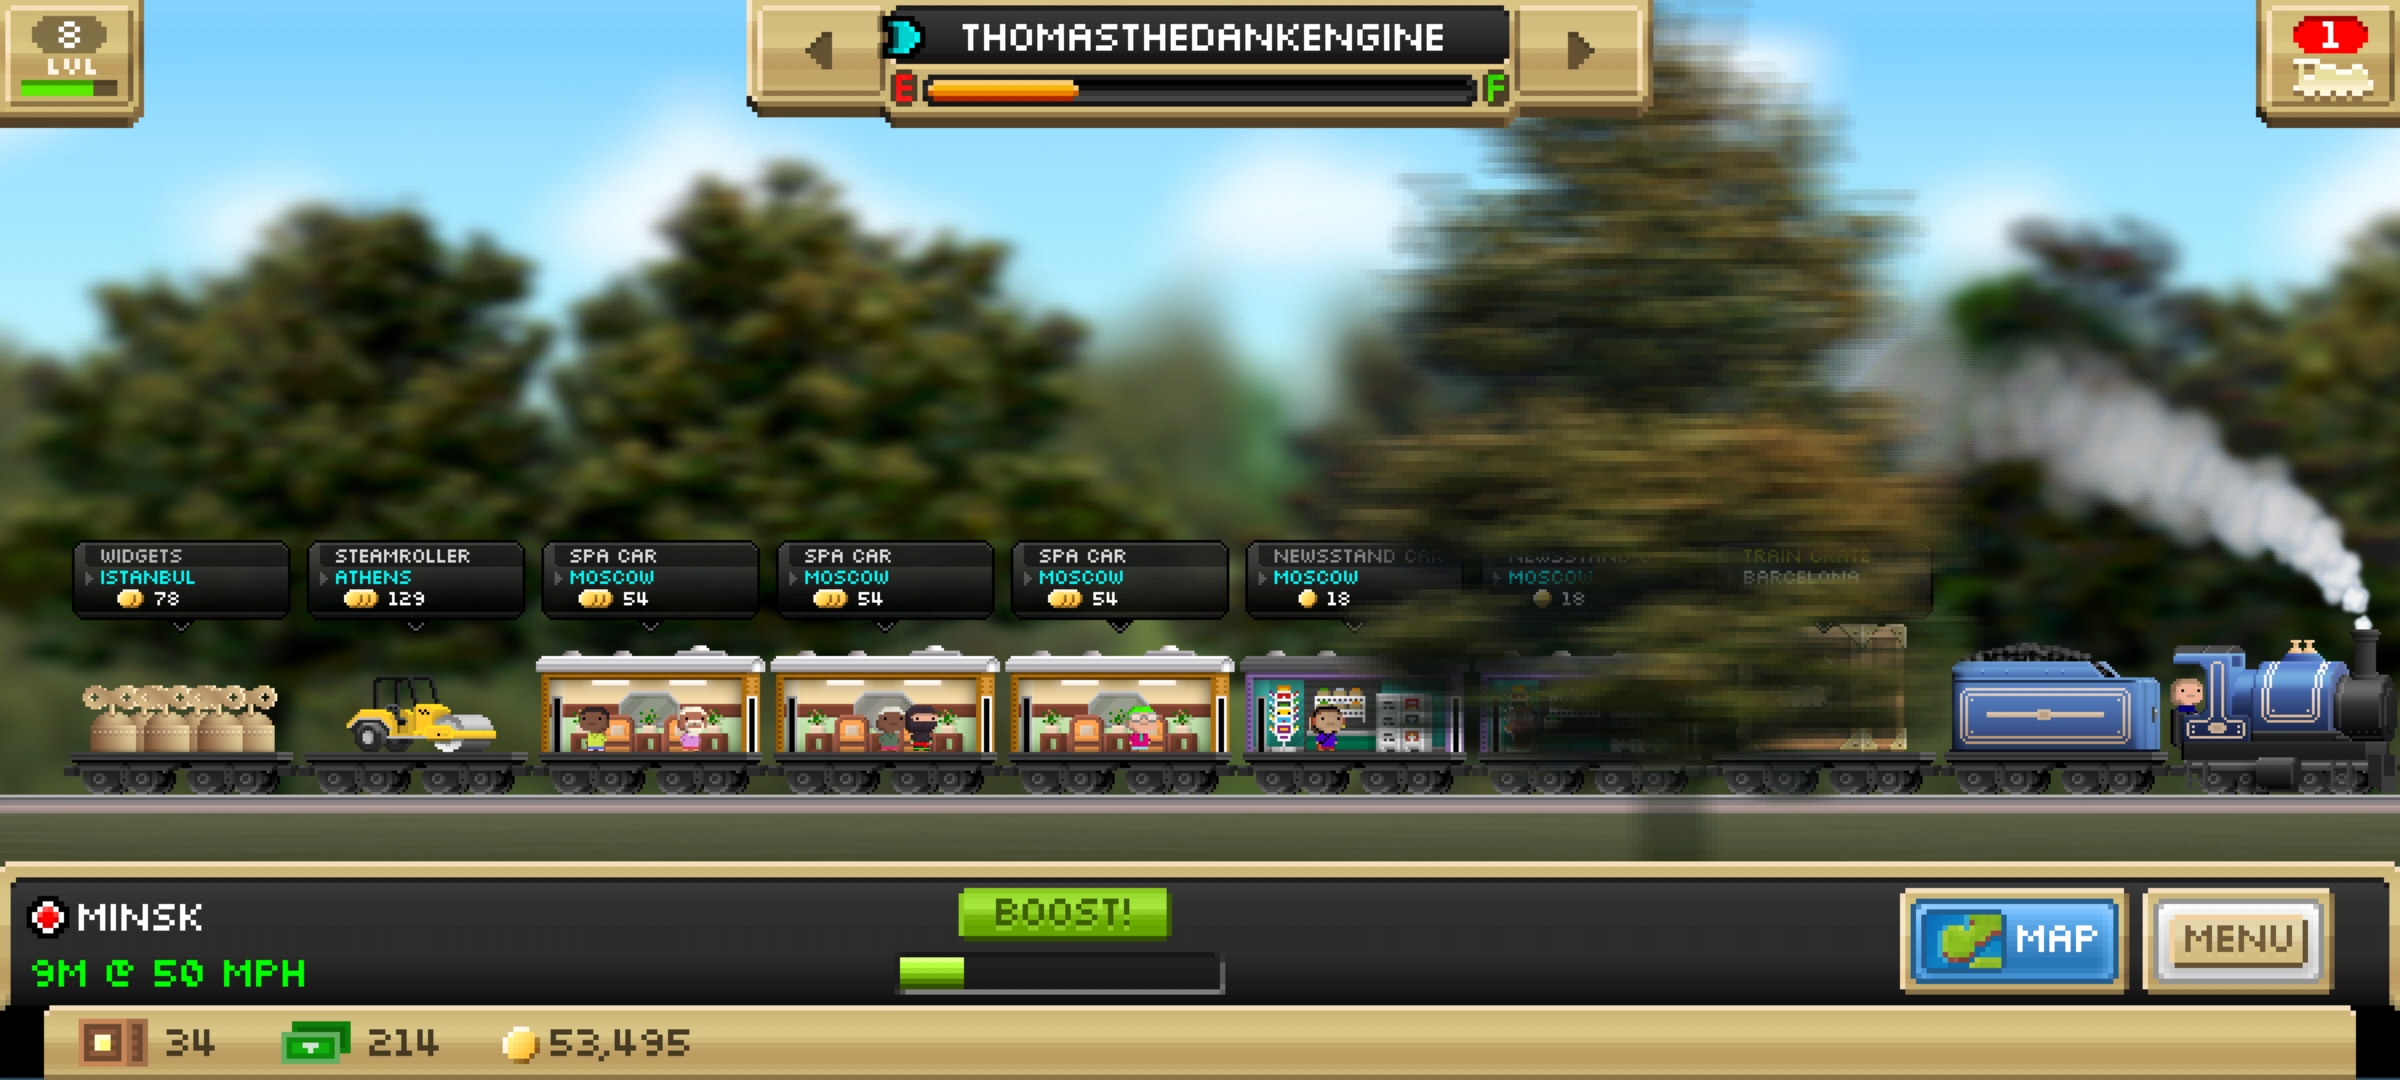 8
LVL
THOMASTHEDANKENGINE
E F
1
WIDGETS
ISTANBUL
78
STEAMROLLER
ATHENS
129
SPA CAR
MOSCOW
54
SPA CAR
MOSCOW
54
SPA CAR
MOSCOW
54
NEWSSTAND CAR
MOSCOW
18
NEWSSTAND C
MOSCOW
18
TRAIN CRATE
BARCELONA
MINSK
9M @ 50 MPH
BOOST!
MAP
MENU
34
214
53,495